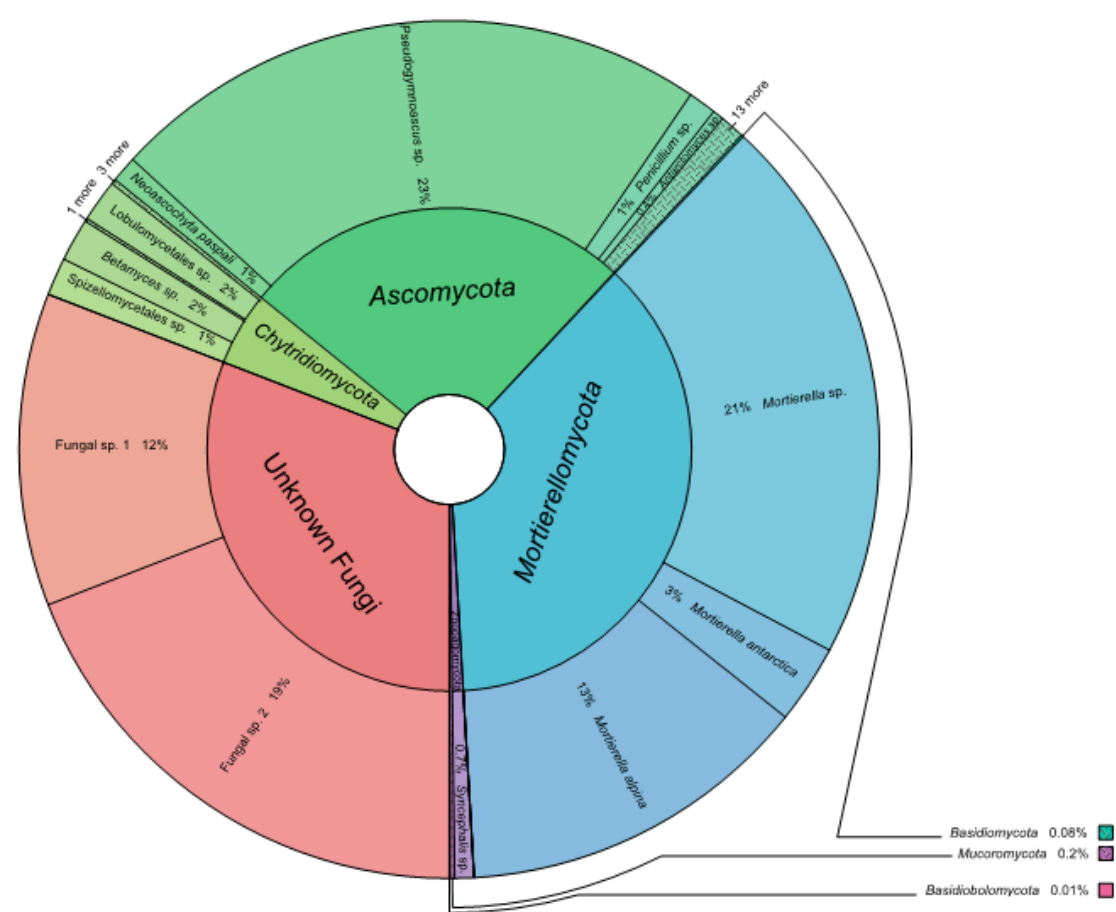 Pseudogymnoascus sp. 23%
13 more
1% Penicillium sp.
3 more
Neoascochyta paspali 1%
1 more
Lobulomycetales sp. 2%
Betamyces sp. 2%
Spizellomycetales sp. 1%
Ascomycota
Chytridiomycota
21% Mortierella sp.
Mortierellomycota
Fungal sp. 1 12%
Unknown Fungi
3% Mortierella antarctica
13% Mortierella alpina
Fungal sp. 2 19%
0.7% Syncephalis sp.
Basidiomycota 0.08%
Mucoromycota 0.2%
Basidiobolomycota 0.01%